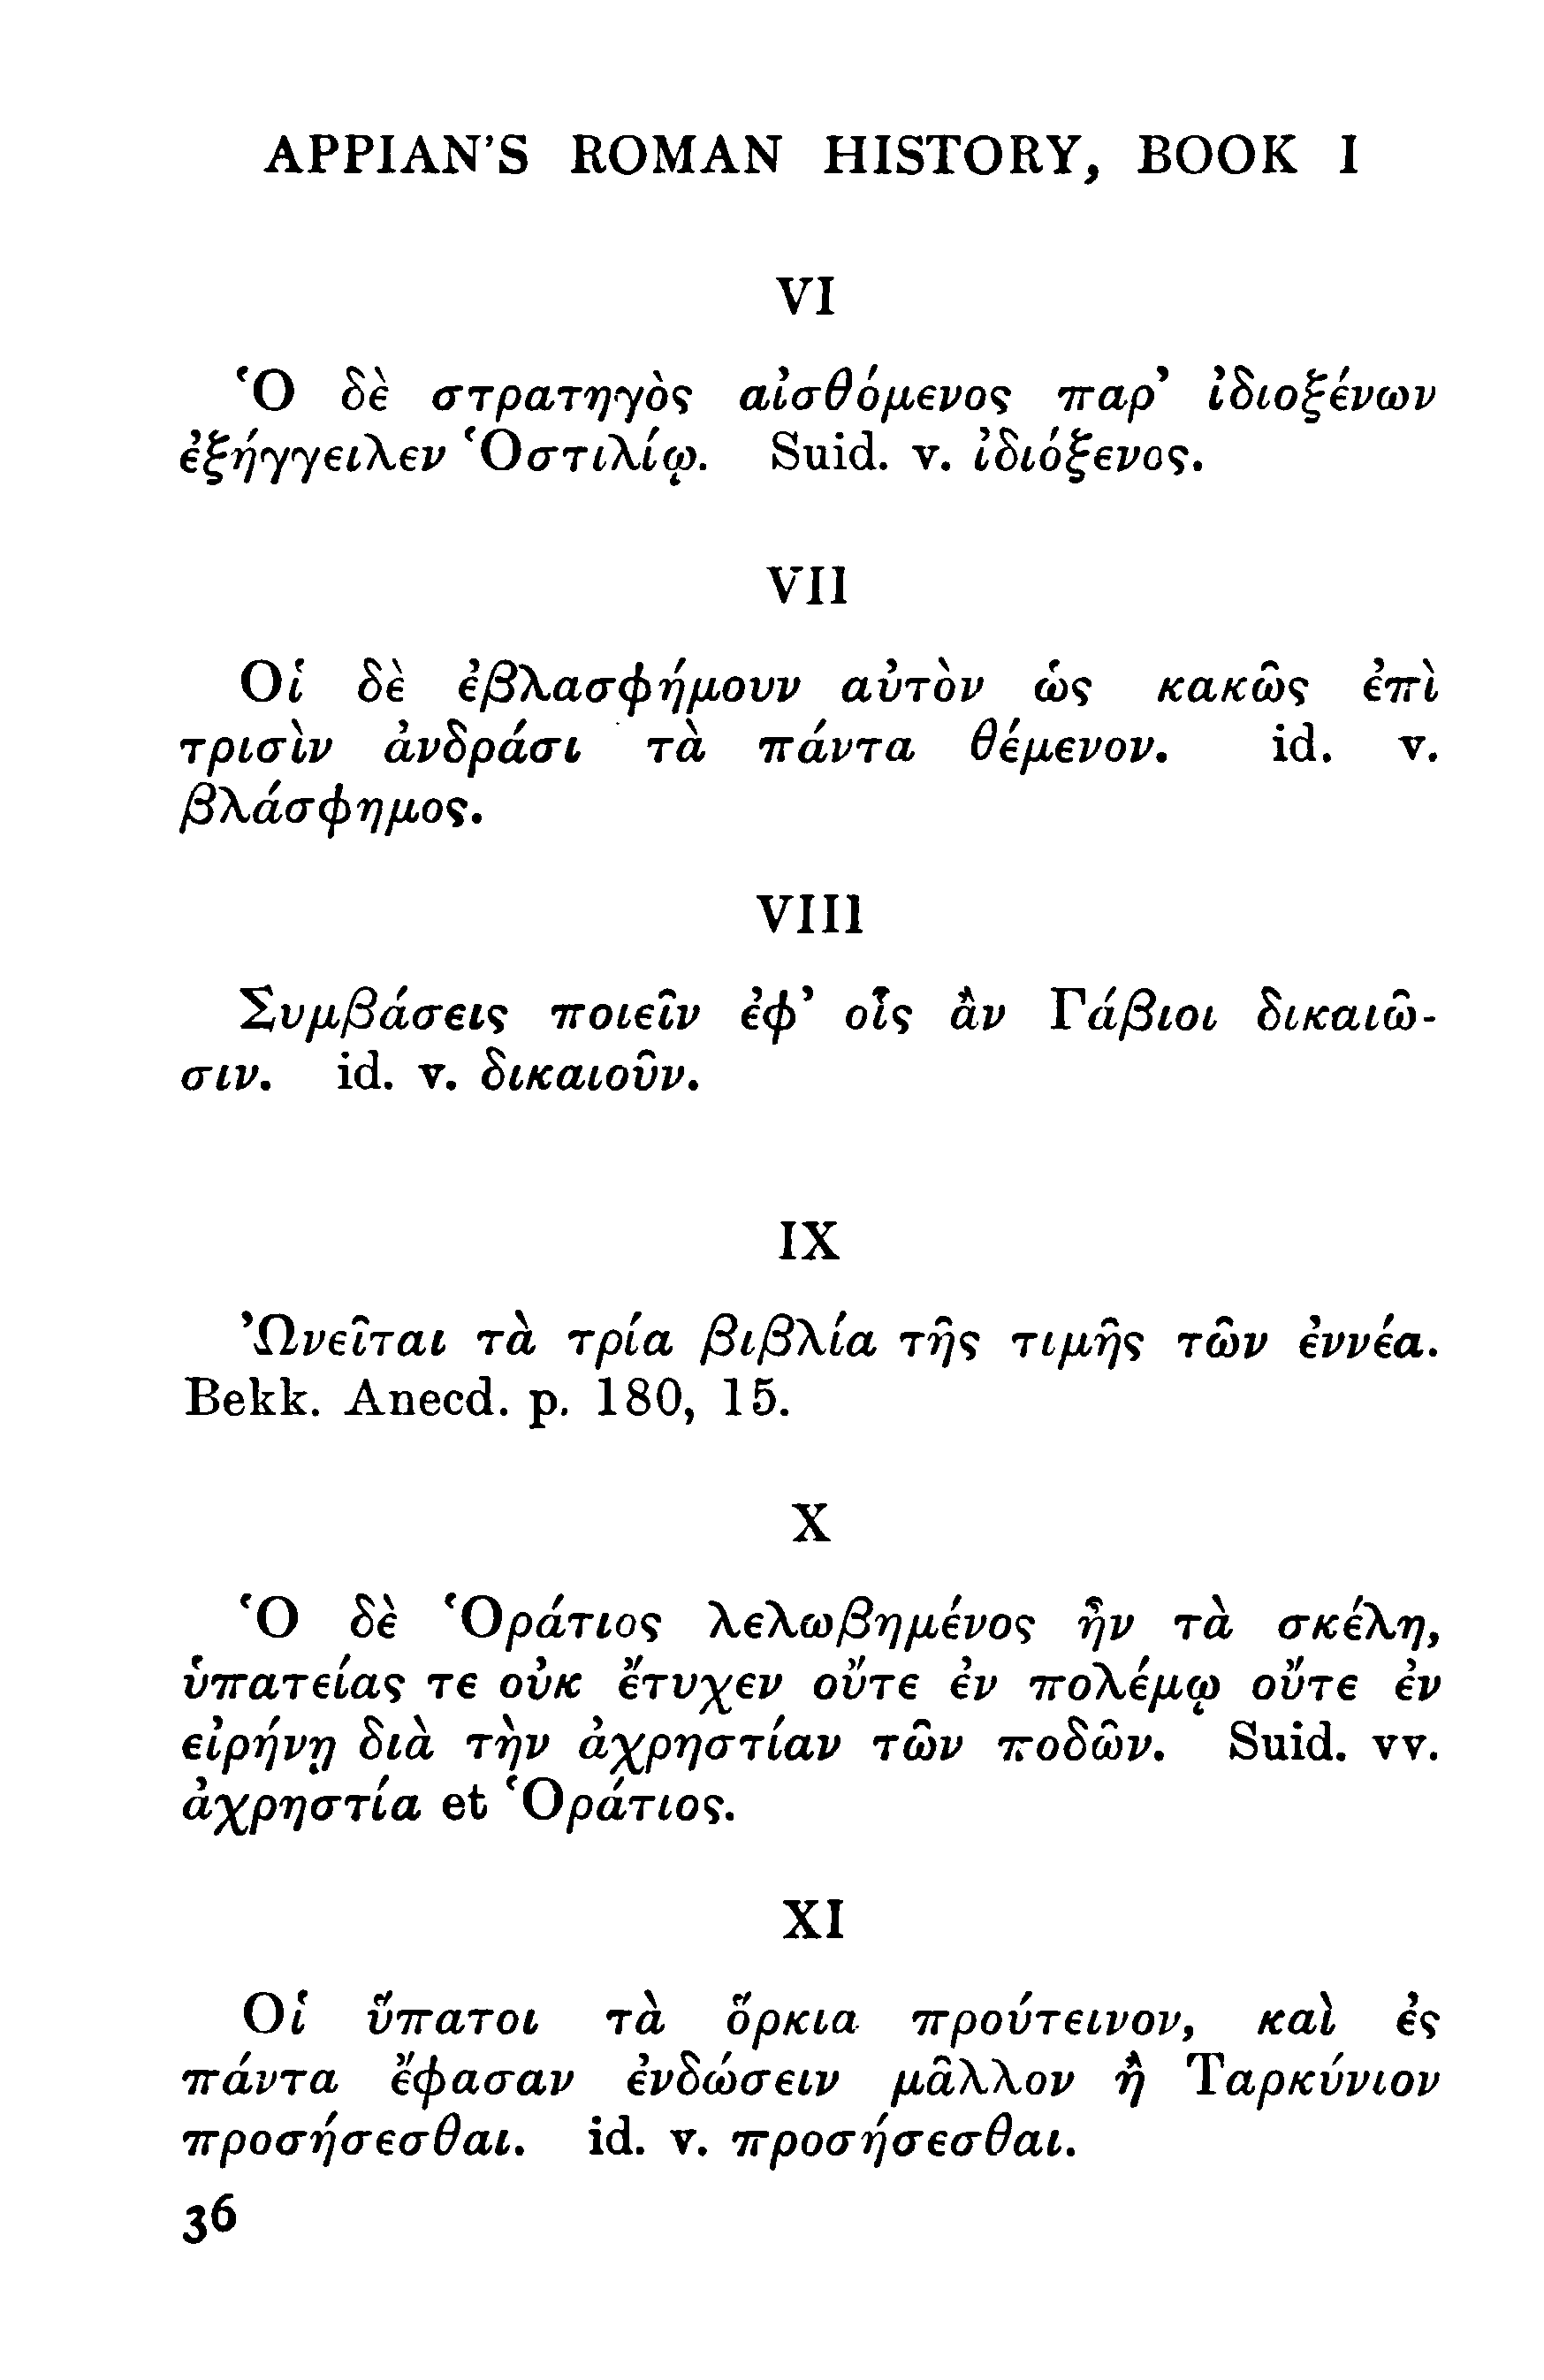 APPIAN'S ROMAN HISTORY, BOOK I
VI
Ὁ δὲ στρατηγὸς αἰσθόμενος παρ' ἰδιοξένων
ἐξήγγειλεν Ὁστιλίῳ. Suid. v. ἰδιόξενος.
VII
Οἱ δὲ ἐβλασφήμουν αὐτὸν ὡς κακῶς ἐπὶ
τρισὶν ἀνδράσι τὰ πάντα θέμενον. id. v.
βλάσφημος.
VIII
Συμβάσεις ποιεῖν ἐφ' οἷς ἂν Γάβιοι δικαιῶ-
σιν. id. v. δικαιοῦν.
IX
Ὠνεῖται τὰ τρία βιβλία τῆς τιμῆς τῶν ἐννέα.
Bekk. Anecd. p. 180, 15.
X
Ὁ δὲ Ὁράτιος λελωβημένος ἦν τὰ σκέλη,
ὑπατείας τε οὐκ ἔτυχεν οὔτε ἐν πολέμῳ οὔτε ἐν
εἰρήνῃ διὰ τὴν ἀχρηστίαν τῶν ποδῶν. Suid. vv.
ἀχρηστία et Ὁράτιος.
XI
Οἱ ὕπατοι τὰ ὅρκια προύτεινον, καὶ ἐς
πάντα ἔφασαν ἐνδώσειν μᾶλλον ἢ Ταρκύνιον
προσήσεσθαι. id. v. προσήσεσθαι.
36